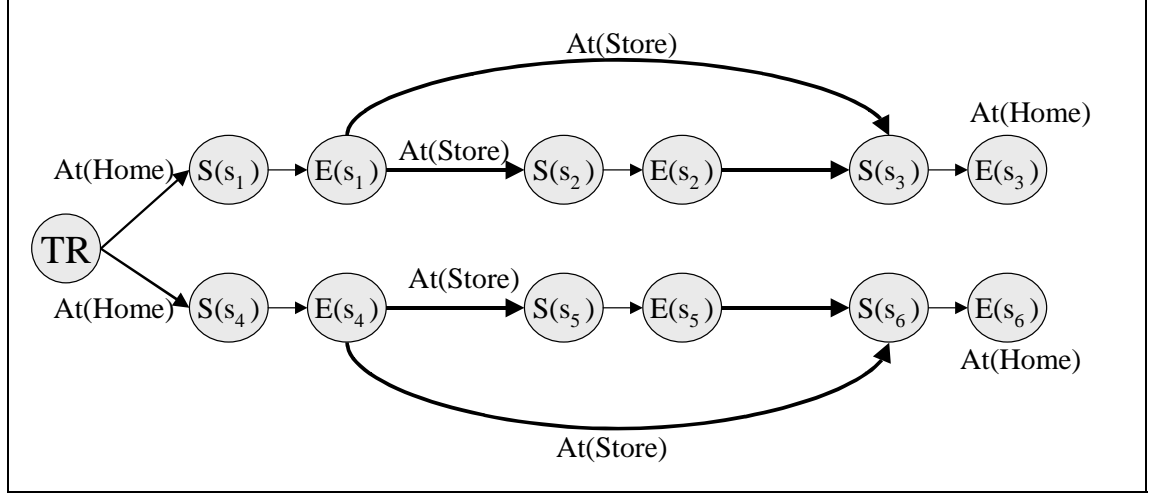 At(Store)
At(Home)
At(Home) S(s1) E(s1) At(Store) S(s2) E(s2) S(s3) E(s3)
TR
At(Store)
At(Home) S(s4) E(s4) S(s5) E(s5) S(s6) E(s6)
At(Home)
At(Store)